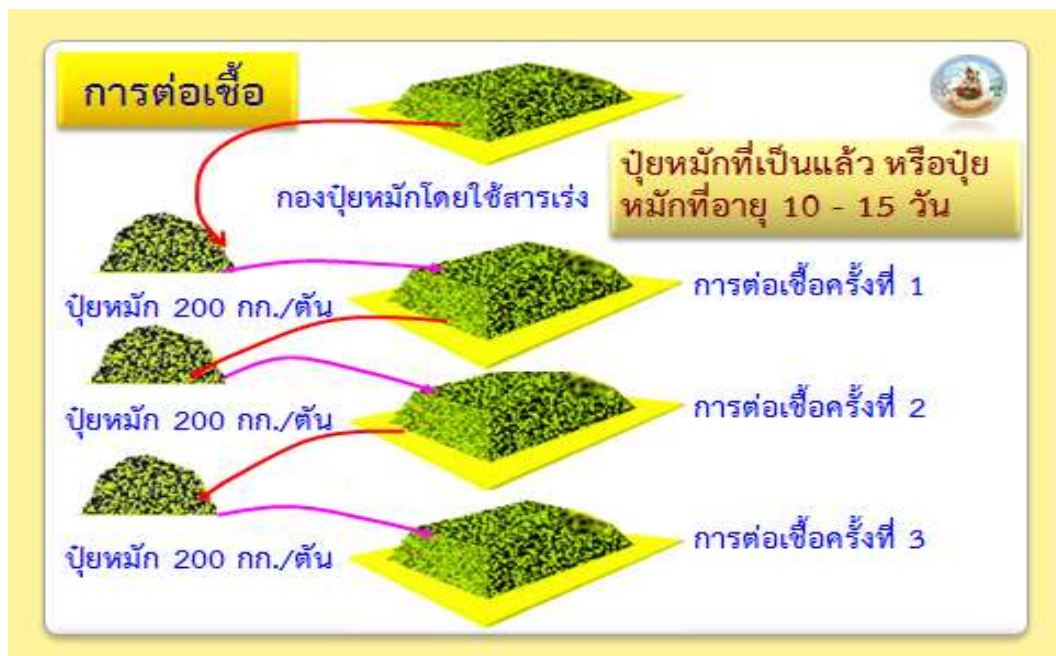 การต่อเชื้อ
กองปุ๋ยหมักโดยใช้สารเร่ง
ปุ๋ยหมักที่เป็นแล้ว หรือปุ๋ย
หมักที่อายุ 10 - 15 วัน
ปุ๋ยหมัก 200 กก./ตัน
การต่อเชื้อครั้งที่ 1
ปุ๋ยหมัก 200 กก./ตัน
การต่อเชื้อครั้งที่ 2
ปุ๋ยหมัก 200 กก./ตัน
การต่อเชื้อครั้งที่ 3